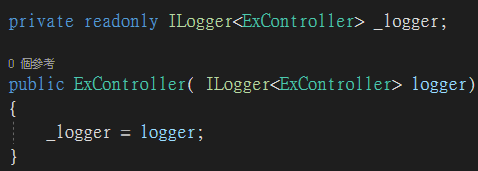 private readonly ILogger<ExController> _logger;
0 個參考
public ExController( ILogger<ExController> logger)
{
_logger = logger;
}